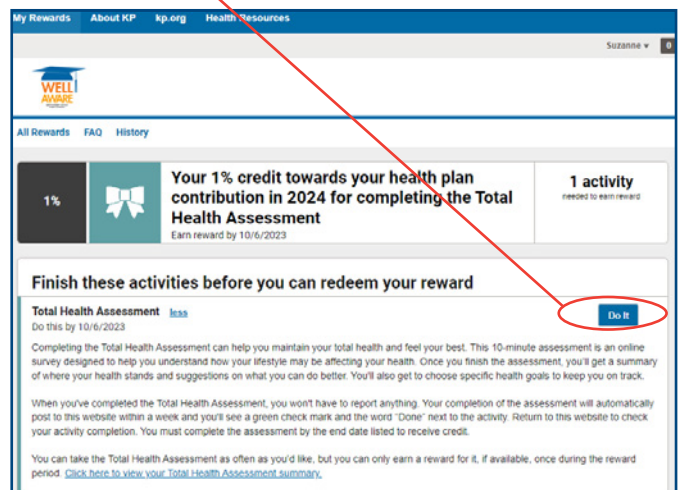 My Rewards About KP kp.org Health Resources
Suzanne 0
WELL
AWARE
All Rewards FAQ History
1%
Your 1% credit towards your health plan
contribution in 2024 for completing the Total
Health Assessment
Earn reward by 10/6/2023
1 activity
needed to earn reward
Finish these activities before you can redeem your reward
Total Health Assessment less
Do this by 10/6/2023
Do It
Completing the Total Health Assessment can help you maintain your total health and feel your best. This 10-minute assessment is an online
survey designed to help you understand how your lifestyle may be affecting your health. Once you finish the assessment, you'll get a summary
of where your health stands and suggestions on what you can do better. You'll also get to choose specific health goals to keep you on track.
When you've completed the Total Health Assessment, you won't have to report anything. Your completion of the assessment will automatically
post to this website within a week and you'll see a green check mark and the word "Done" next to the activity. Return to this website to check
your activity completion. You must complete the assessment by the end date listed to receive credit.
You can take the Total Health Assessment as often as you'd like, but you can only earn a reward for it, if available, once during the reward
period. Click here to view your Total Health Assessment summary.